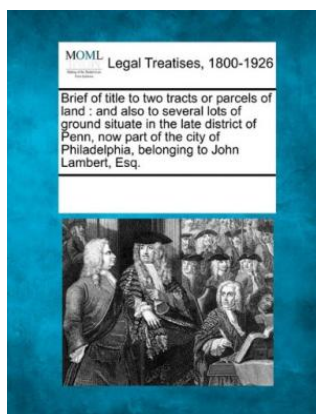 MOML
Legal Treatises, 1800-1926
Brief of title to two tracts or parcels of
land : and also to several lots of
ground situate in the late district of
Penn, now part of the city of
Philadelphia, belonging to John
Lambert, Esq.